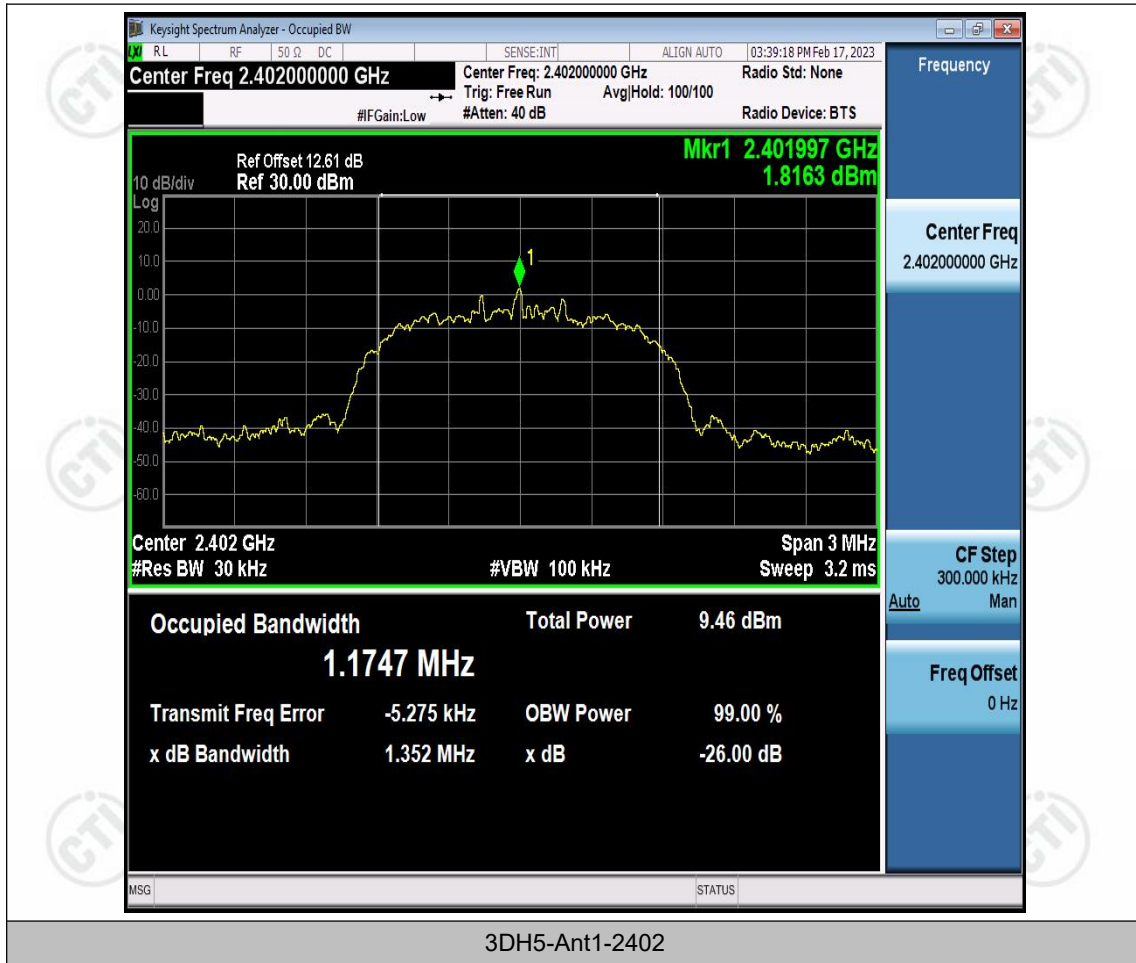 Keysight Spectrum Analyzer - Occupied BW
LXI RL RF 50 Ω DC SENSE:INT ALIGN AUTO 03:39:18 PM Feb 17, 2023
Center Freq 2.402000000 GHz
Center Freq: 2.402000000 GHz
Radio Std: None
Trig: Free Run Avg|Hold: 100/100
#IFGain:Low #Atten: 40 dB
Radio Device: BTS
Frequency
Mkr1 2.401997 GHz
1.8163 dBm
Ref Offset 12.61 dB
10 dB/div Ref 30.00 dBm
Log
20.0
10.0
0.00
-10.0
-20.0
-30.0
-40.0
-50.0
-60.0
1
Center 2.402 GHz Span 3 MHz
#Res BW 30 kHz #VBW 100 kHz Sweep 3.2 ms
Center Freq
2.402000000 GHz
CF Step
300.000 kHz
Auto Man
Freq Offset
0 Hz
Occupied Bandwidth Total Power 9.46 dBm
1.1747 MHz
Transmit Freq Error -5.275 kHz OBW Power 99.00 %
x dB Bandwidth 1.352 MHz x dB -26.00 dB
MSG STATUS
3DH5-Ant1-2402
CTI
CTI
CTI
CTI
CTI
CTI